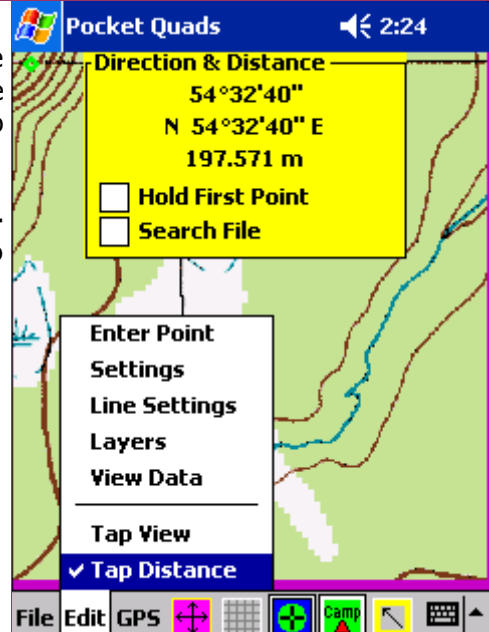 Pocket Quads 2:24
Direction & Distance
54°32'40"
N 54°32'40" E
197.571 m
Hold First Point
Search File
Enter Point
Settings
Line Settings
Layers
View Data
Tap View
✓ Tap Distance
File Edit GPS Camp